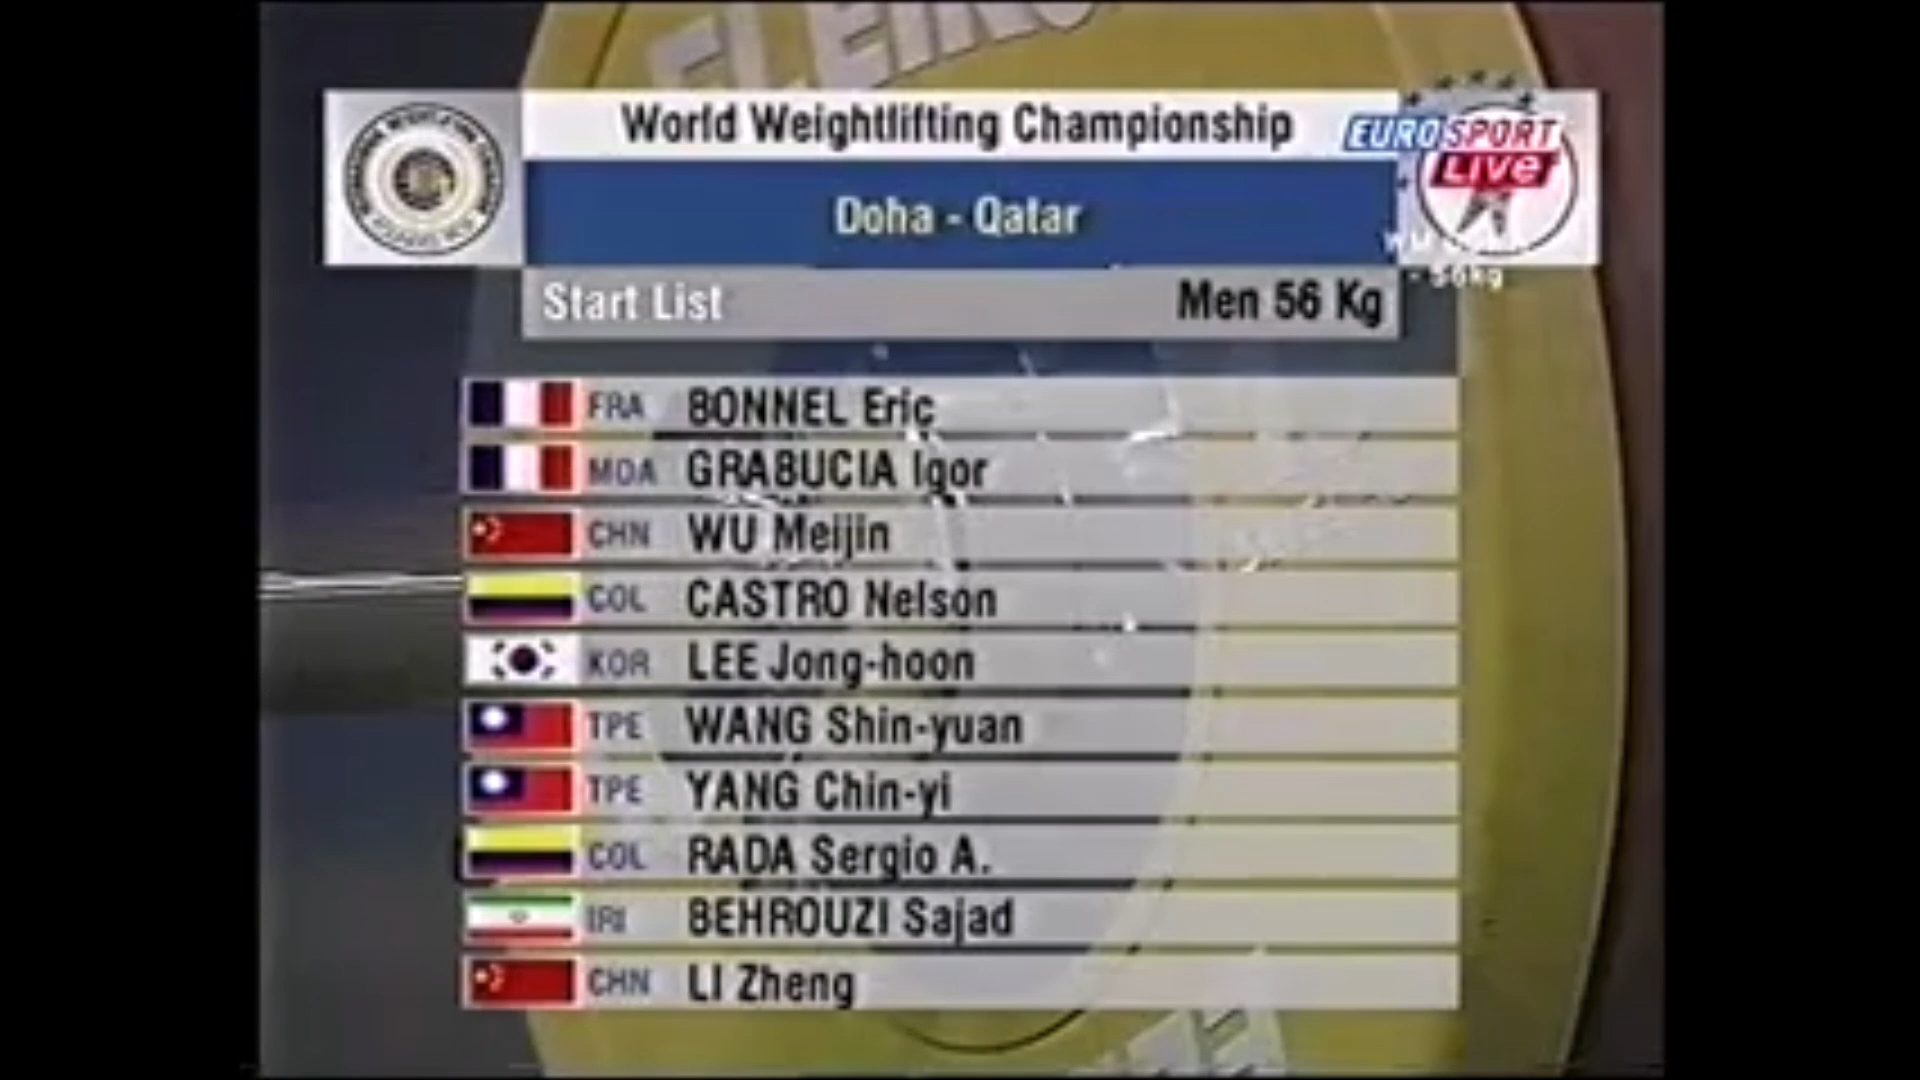 ELEIKO
World Weightlifting Championship
EUROSPORT
LIVE
Doha - Qatar
- 56kg
Start List Men 56 Kg
FRA BONNEL Eric
MDA GRABUCIA Igor
CHN WU Meijin
COL CASTRO Nelson
KOR LEE Jong-hoon
TPE WANG Shin-yuan
TPE YANG Chin-yi
COL RADA Sergio A.
IRI BEHROUZI Sajad
CHN LI Zheng